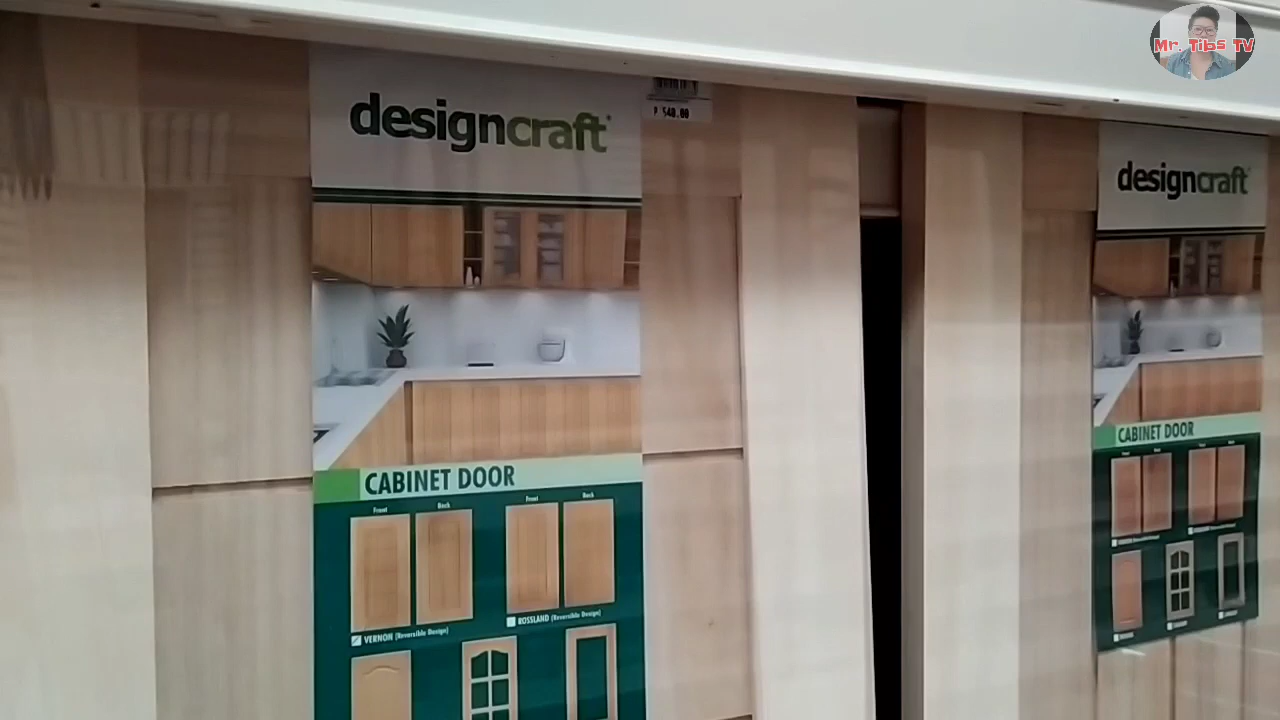 Mr. Tibs TV
designcraft
P 540.00
CABINET DOOR
Front Back Front Back
VERNON (Reversible Design)
ROSSLAND (Reversible Design)
designcraft
CABINET DOOR